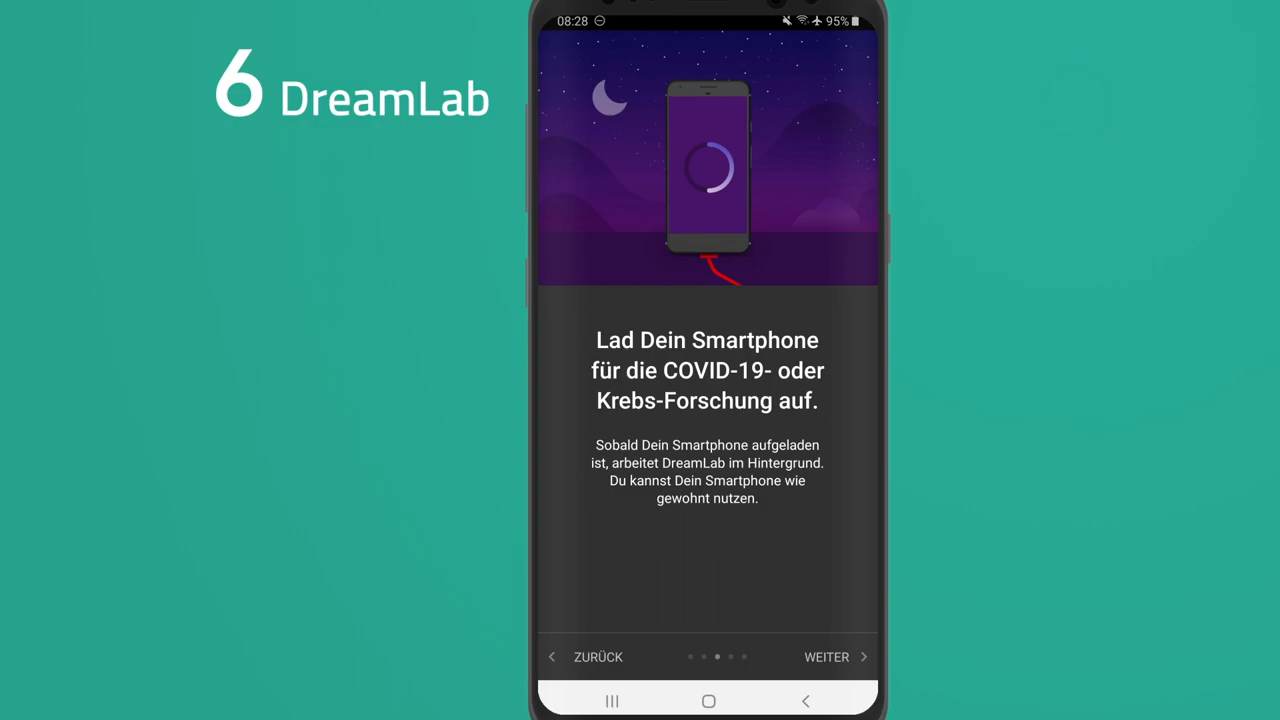 6 DreamLab
08:28
95%
Lad Dein Smartphone
für die COVID-19- oder
Krebs-Forschung auf.
Sobald Dein Smartphone aufgeladen
ist, arbeitet DreamLab im Hintergrund.
Du kannst Dein Smartphone wie
gewohnt nutzen.
ZURÜCK
WEITER